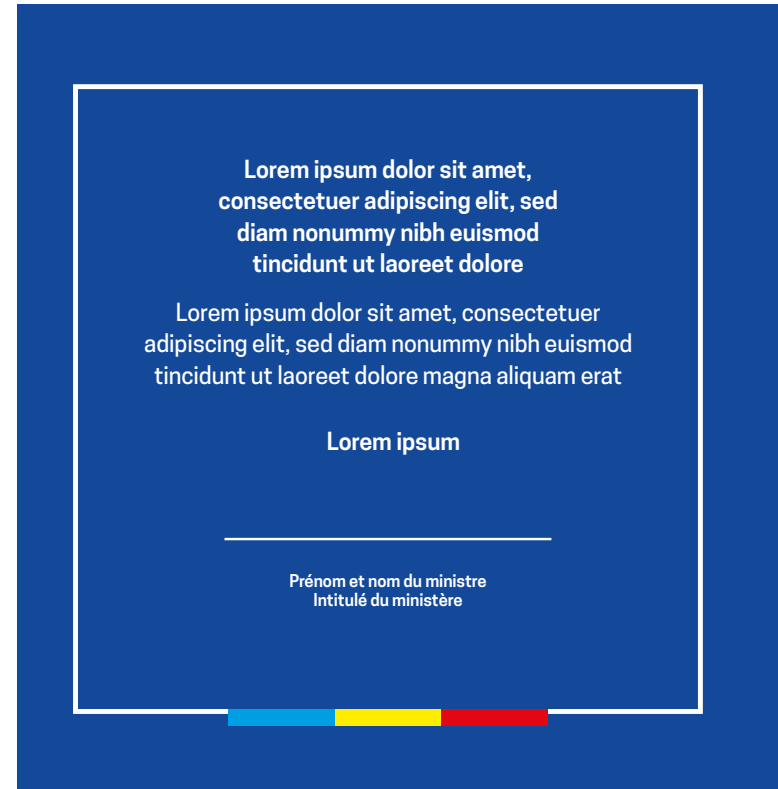 Lorem ipsum dolor sit amet,
consectetuer adipiscing elit, sed
diam nonummy nibh euismod
tincidunt ut laoreet dolore
Lorem ipsum dolor sit amet, consectetuer
adipiscing elit, sed diam nonummy nibh euismod
tincidunt ut laoreet dolore magna aliquam erat
Lorem ipsum
Prénom et nom du ministre
Intitulé du ministère